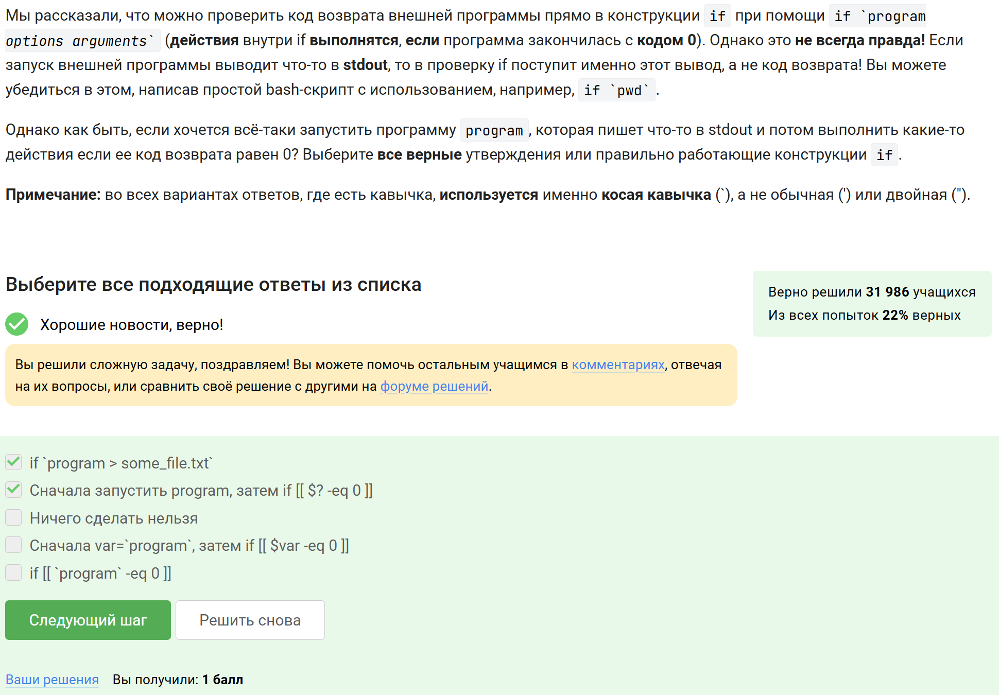 Мы рассказали, что можно проверить код возврата внешней программы прямо в конструкции if при помощи if `program
options arguments` (действия внутри if выполнятся, если программа закончилась с кодом 0). Однако это не всегда правда! Если
запуск внешней программы выводит что-то в stdout, то в проверку if поступит именно этот вывод, а не код возврата! Вы можете
убедиться в этом, написав простой bash-скрипт с использованием, например, if `pwd`.
Однако как быть, если хочется всё-таки запустить программу program, которая пишет что-то в stdout и потом выполнить какие-то
действия если ее код возврата равен 0? Выберите все верные утверждения или правильно работающие конструкции if.
Примечание: во всех вариантах ответов, где есть кавычка, используется именно косая кавычка (`), а не обычная (') или двойная (").
Выберите все подходящие ответы из списка
Верно решили 31 986 учащихся
Из всех попыток 22% верных
Хорошие новости, верно!
Вы решили сложную задачу, поздравляем! Вы можете помочь остальным учащимся в комментариях, отвечая
на их вопросы, или сравнить своё решение с другими на форуме решений.
if `program > some_file.txt`
Сначала запустить program, затем if [[ $? -eq 0 ]]
Ничего сделать нельзя
Сначала var=`program`, затем if [[ $var -eq 0 ]]
if [[ `program` -eq 0 ]]
Следующий шаг
Решить снова
Ваши решения
Вы получили: 1 балл